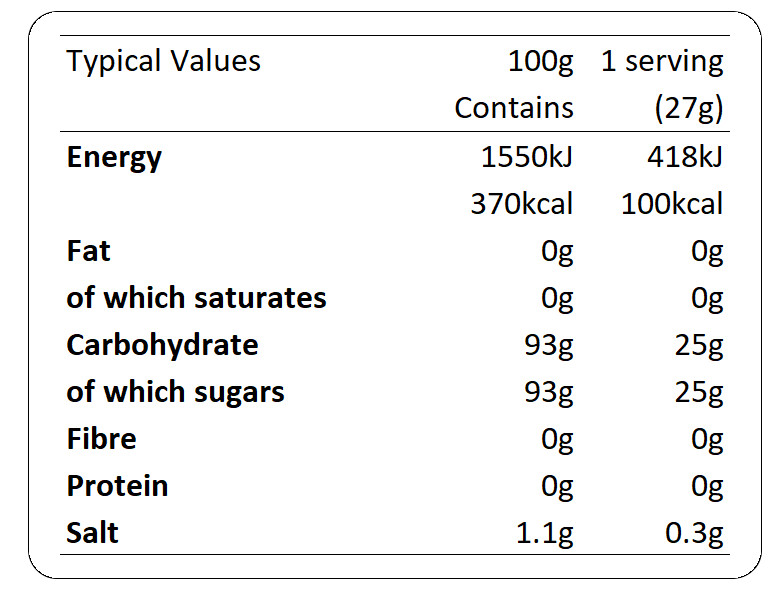 Typical Values 100g 1 serving
Contains (27g)
Energy 1550kJ 418kJ
370kcal 100kcal
Fat 0g 0g
of which saturates 0g 0g
Carbohydrate 93g 25g
of which sugars 93g 25g
Fibre 0g 0g
Protein 0g 0g
Salt 1.1g 0.3g